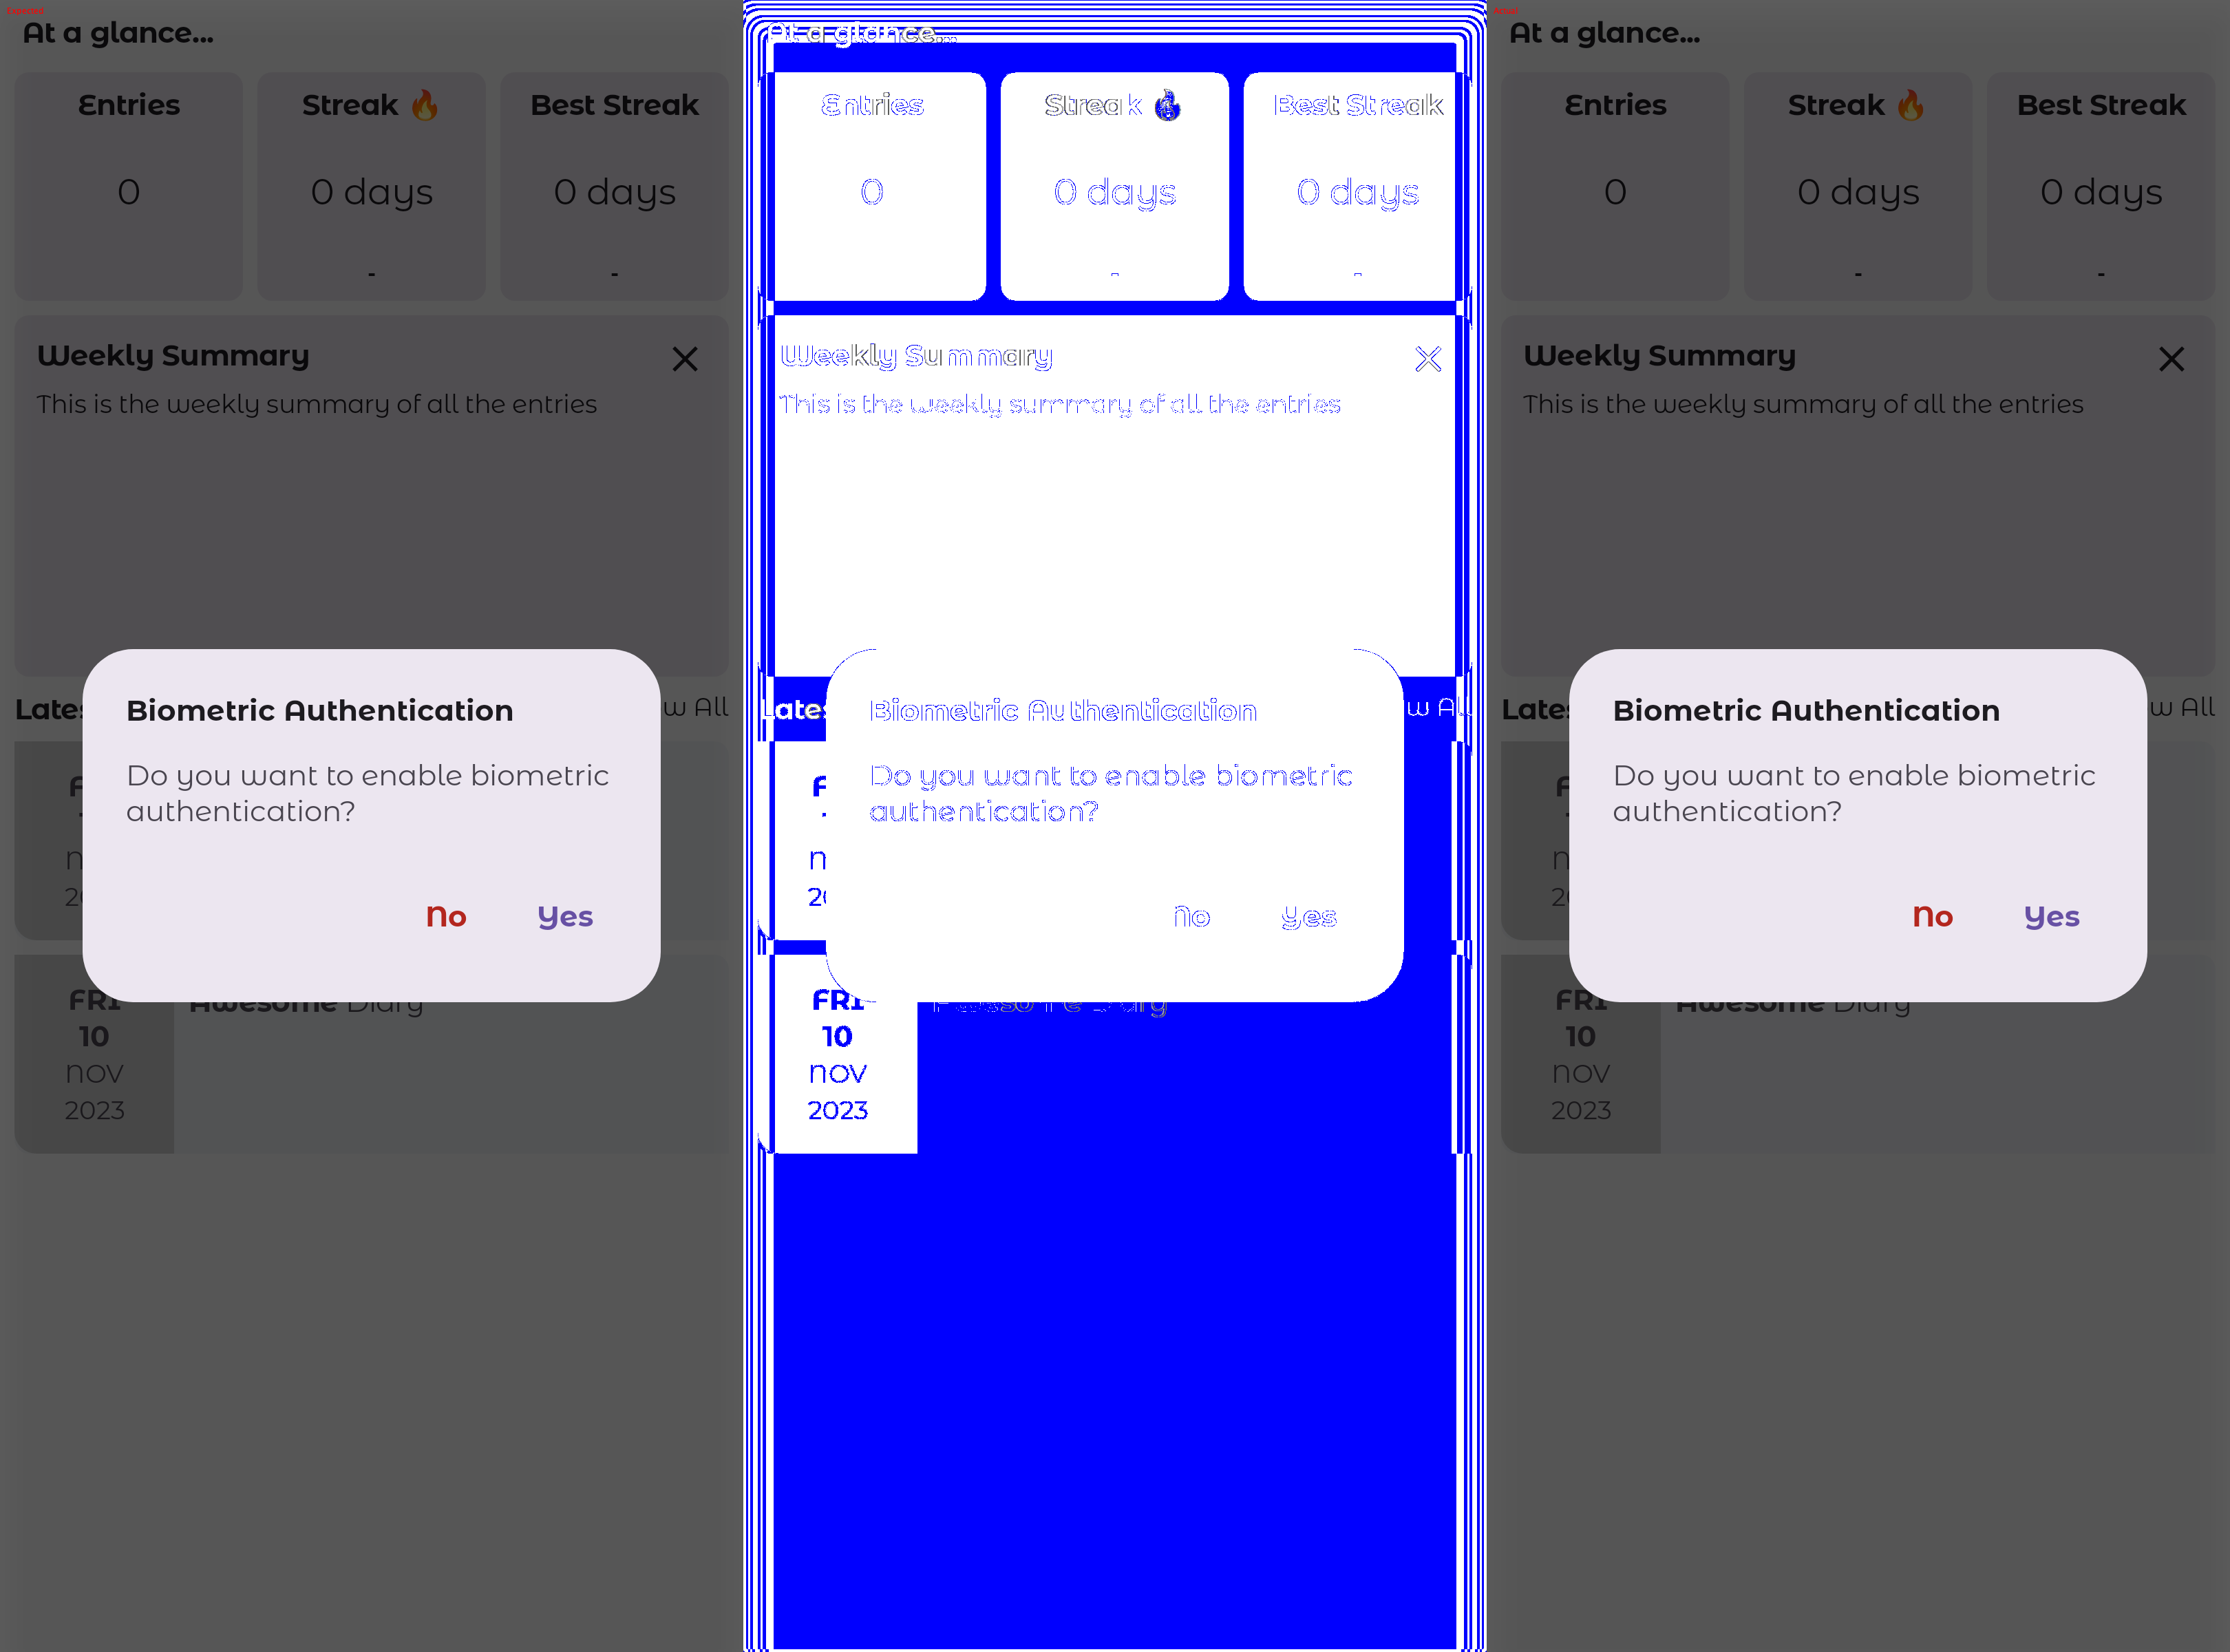 Expected
At a glance...
Entries
Streak 🔥
Best Streak
0
0 days
0 days
-
-
Weekly Summary
This is the weekly summary of all the entries
Biometric Authentication
Do you want to enable biometric
authentication?
No
Yes
w All
FRI
10
NOV
2023
Awesome Diary
At a glance...
Entries
Streak
Best Streak
0
0 days
0 days
-
-
Weekly Summary
This is the weekly summary of all the entries
Biometric Authentication
Do you want to enable biometric
authentication?
No
Yes
w All
FRI
10
NOV
2023
Awesome Diary
Actual
At a glance...
Entries
Streak 🔥
Best Streak
0
0 days
0 days
-
-
Weekly Summary
This is the weekly summary of all the entries
Biometric Authentication
Do you want to enable biometric
authentication?
No
Yes
w All
FRI
10
NOV
2023
Awesome Diary